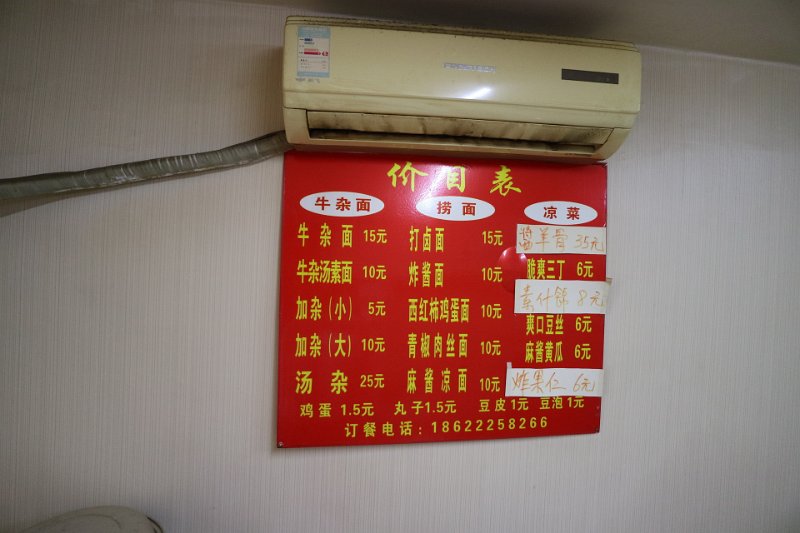 价目表
牛杂面 捞面 凉菜
牛杂面 15元 打卤面 15元 酱羊骨 35元
牛杂汤素面 10元 炸酱面 10元 脆爽三丁 6元
加杂(小) 5元 西红柿鸡蛋面 10元 素什锦 8元
爽口豆丝 6元
加杂(大) 10元 青椒肉丝面 10元 麻酱黄瓜 6元
汤杂 25元 麻酱凉面 10元 炸果仁 6元
鸡蛋 1.5元 丸子1.5元 豆皮1元 豆泡1元
订餐电话:18622258266